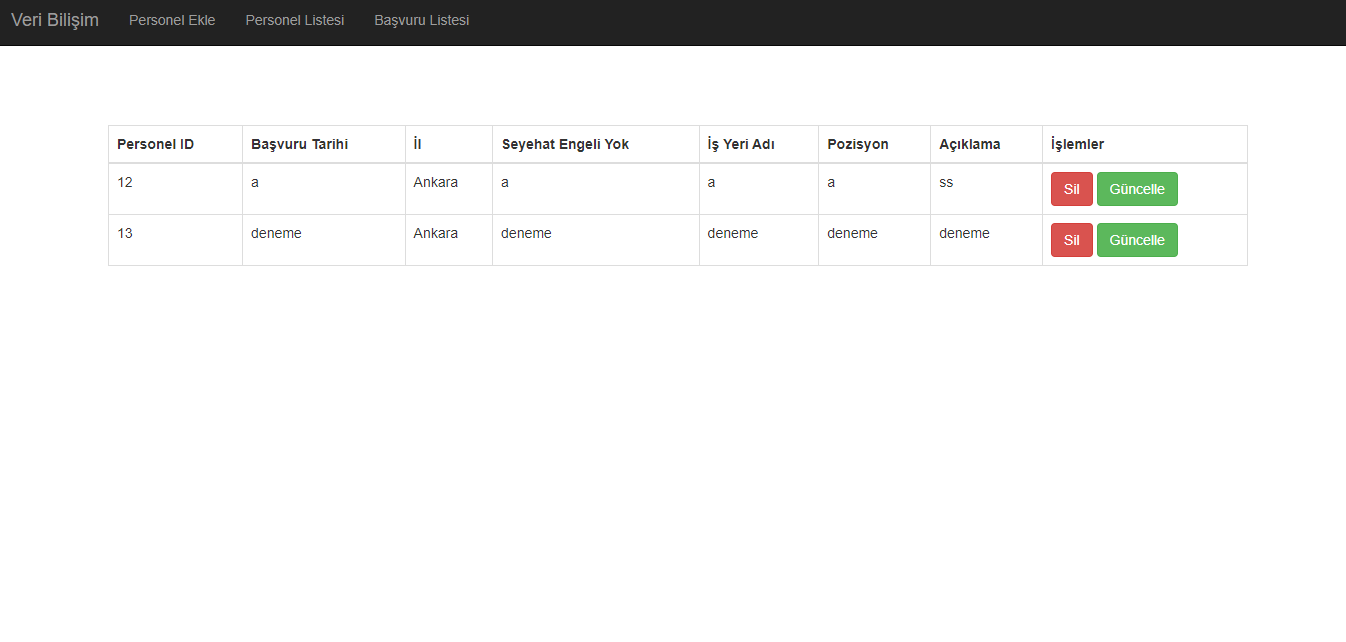 Veri Bilişim Personel Ekle Personel Listesi Başvuru Listesi
Personel ID Başvuru Tarihi İl Seyehat Engeli Yok İş Yeri Adı Pozisyon Açıklama İşlemler
12 a Ankara a a a ss Sil Güncelle
13 deneme Ankara deneme deneme deneme deneme Sil Güncelle